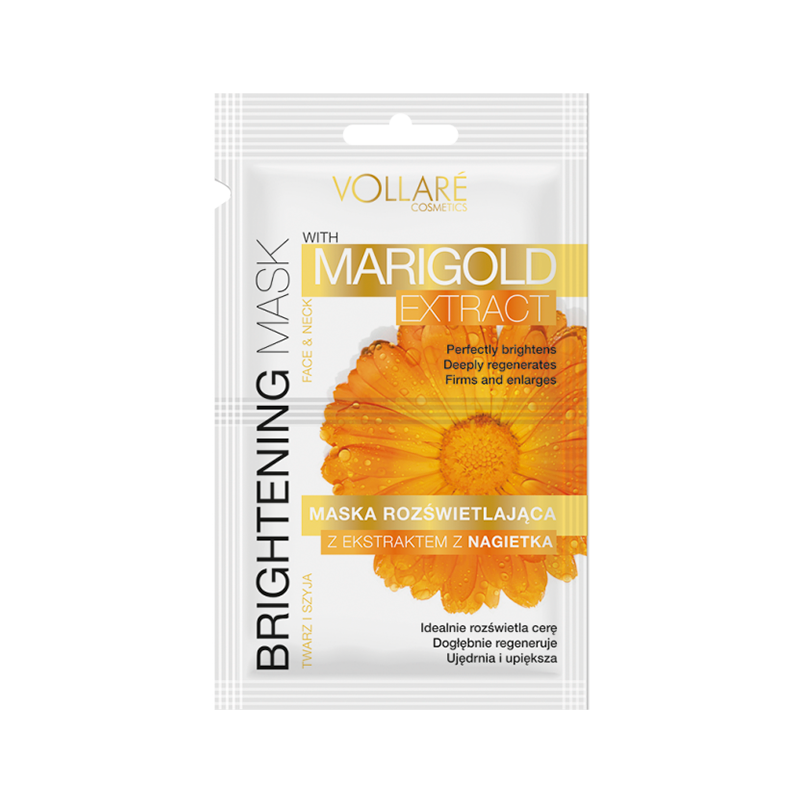 VOLLARÉ
COSMETICS
BRIGHTENING MASK
FACE & NECK
TWARZ I SZYJA
WITH
MARIGOLD
EXTRACT
Perfectly brightens
Deeply regenerates
Firms and enlarges
MASKA ROZŚWIETLAJĄCA
Z EKSTRAKTEM Z NAGIETKA
Idealnie rozświetla cerę
Dogłębnie regeneruje
Ujędrnia i upiększa